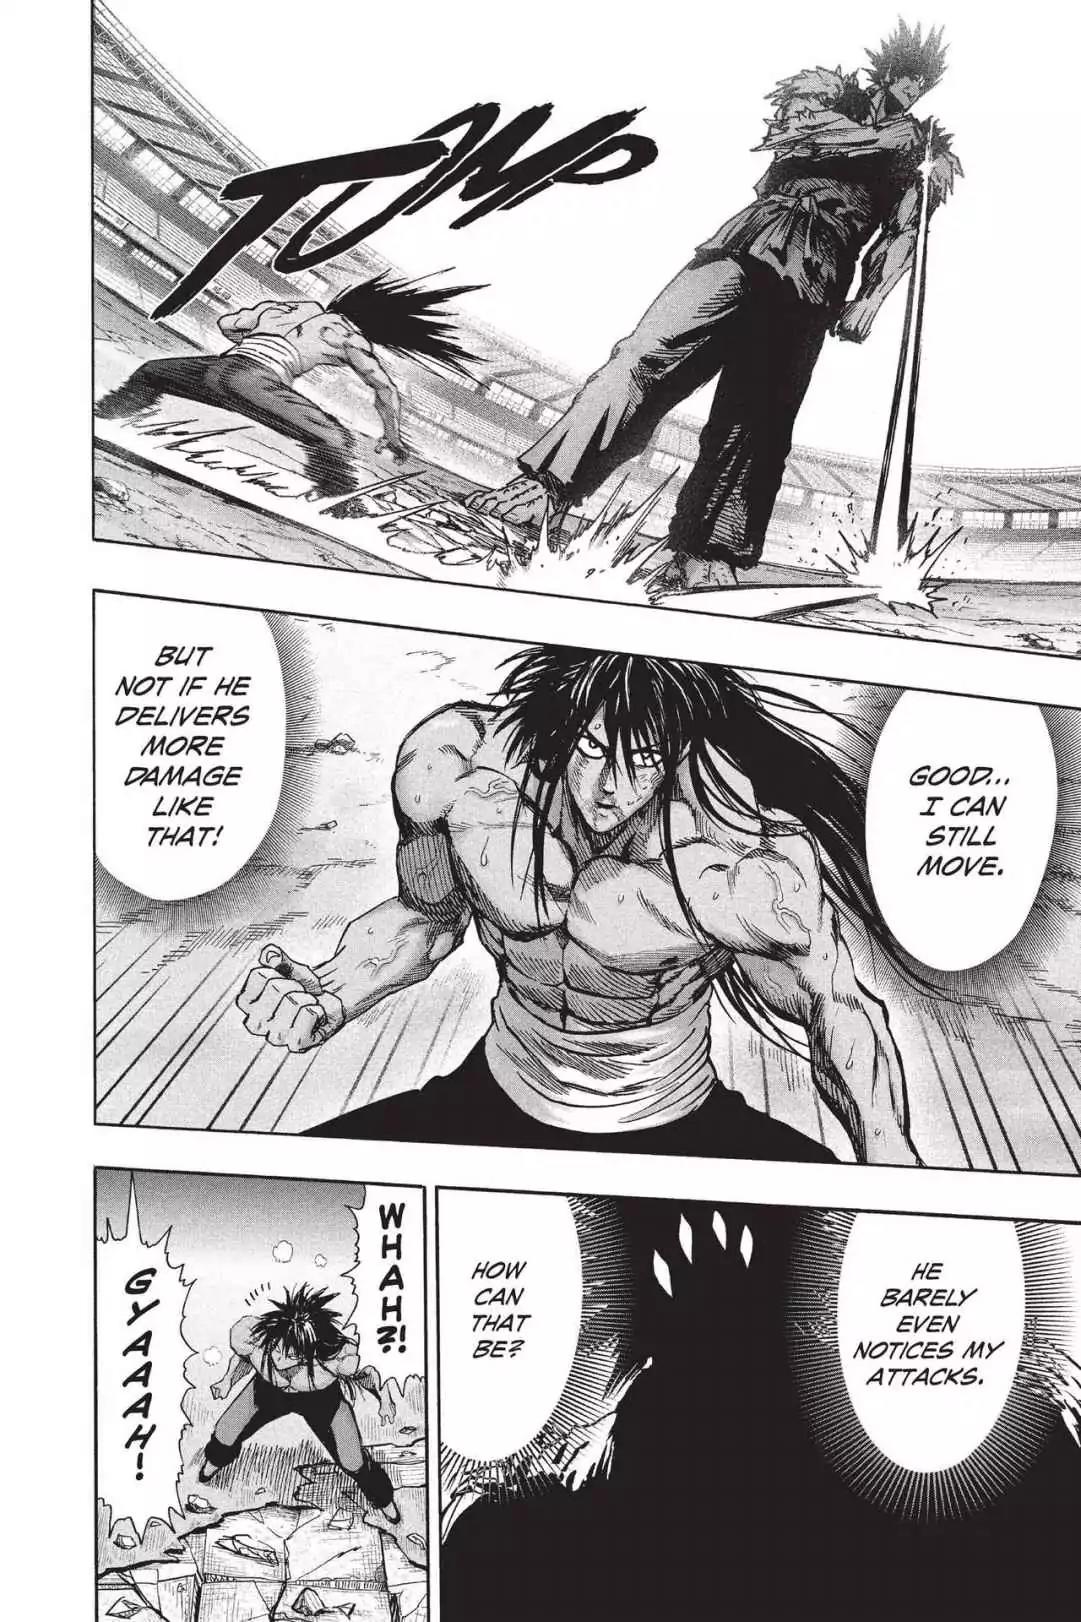 TUMP
GOOD...
I CAN
STILL
MOVE.
BUT
NOT IF HE
DELIVERS
MORE
DAMAGE
LIKE
THAT!
HE
BARELY
EVEN
NOTICES MY
ATTACKS.
HOW
CAN
THAT
BE?
WHAH?!
GYAAAH!